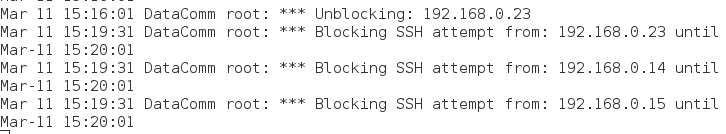 Mar 11 15:16:01 DataComm root: *** Unblocking: 192.168.0.23
Mar 11 15:19:31 DataComm root: *** Blocking SSH attempt from: 192.168.0.23 until
Mar-11 15:20:01
Mar 11 15:19:31 DataComm root: *** Blocking SSH attempt from: 192.168.0.14 until
Mar-11 15:20:01
Mar 11 15:19:31 DataComm root: *** Blocking SSH attempt from: 192.168.0.15 until
Mar-11 15:20:01